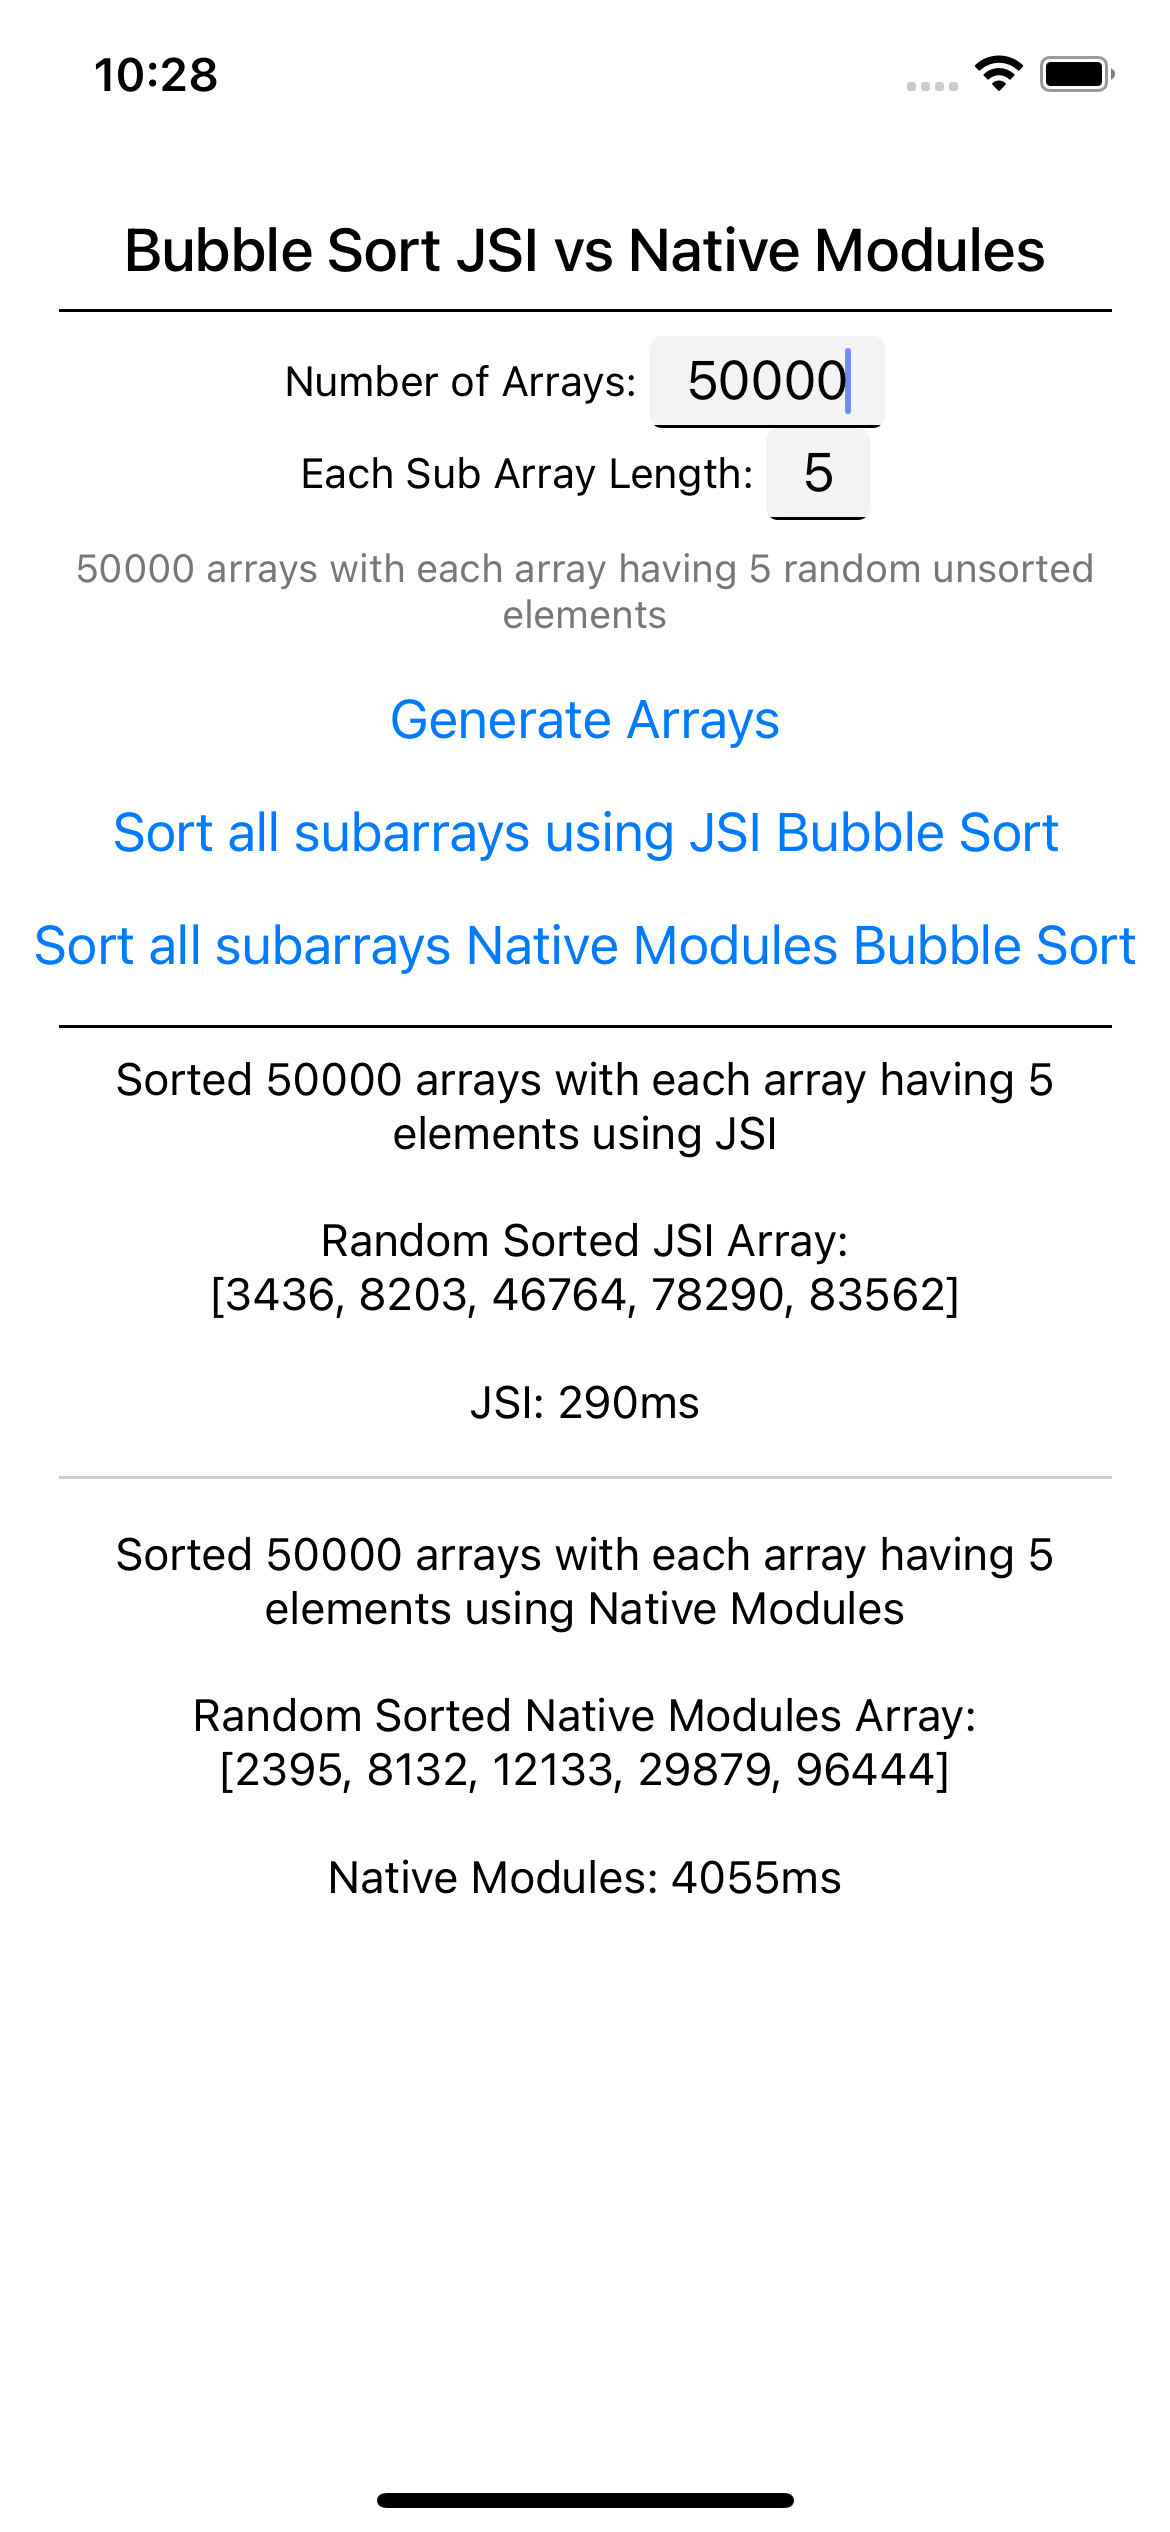 10:28
Bubble Sort JSI vs Native Modules
Number of Arrays: 50000
Each Sub Array Length: 5
50000 arrays with each array having 5 random unsorted
elements
Generate Arrays
Sort all subarrays using JSI Bubble Sort
Sort all subarrays Native Modules Bubble Sort
Sorted 50000 arrays with each array having 5
elements using JSI
Random Sorted JSI Array:
[3436, 8203, 46764, 78290, 83562]
JSI: 290ms
Sorted 50000 arrays with each array having 5
elements using Native Modules
Random Sorted Native Modules Array:
[2395, 8132, 12133, 29879, 96444]
Native Modules: 4055ms